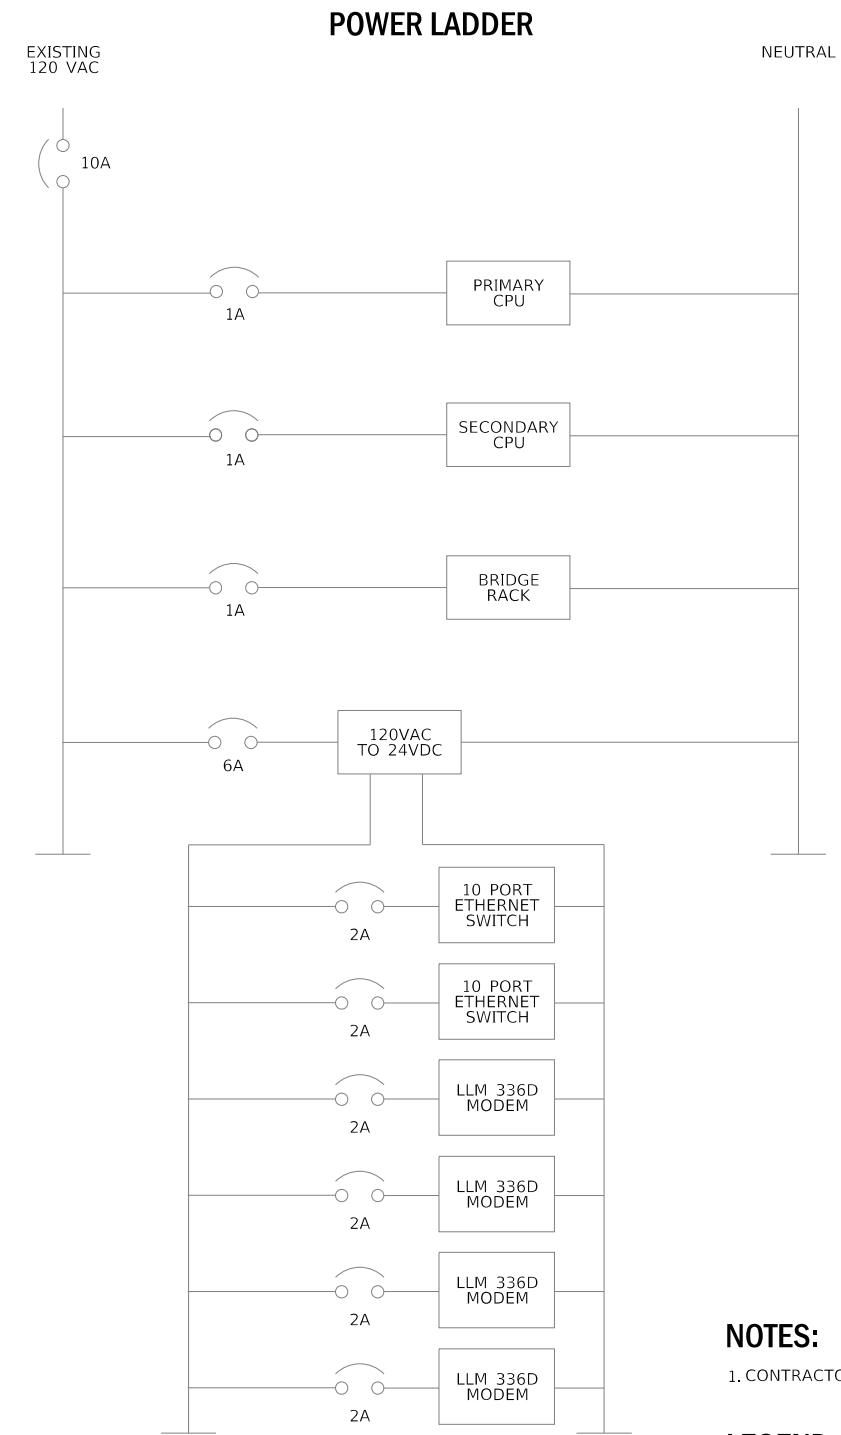 POWER LADDER
EXISTING
120 VAC
NEUTRAL
10A
PRIMARY
CPU
1A
SECONDARY
CPU
1A
BRIDGE
RACK
1A
120VAC
TO 24VDC
6A
10 PORT
ETHERNET
SWITCH
2A
10 PORT
ETHERNET
SWITCH
2A
LLM 336D
MODEM
2A
LLM 336D
MODEM
2A
LLM 336D
MODEM
2A
LLM 336D
MODEM
2A
NOTES:
1. CONTRACTO